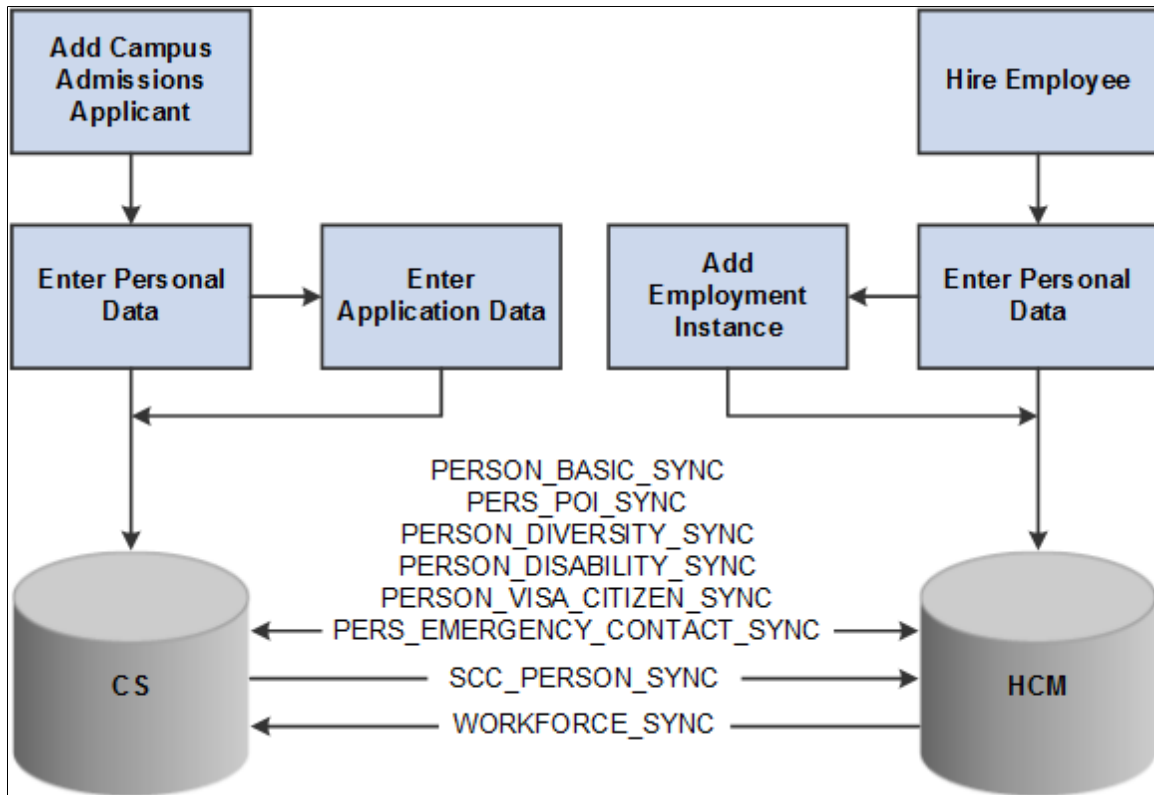 Add Campus
Admissions
Applicant
Hire Employee
Enter Personal
Data
Enter
Application Data
Add
Employment
Instance
Enter Personal
Data
PERSON_BASIC_SYNC
PERS_POI_SYNC
PERSON_DIVERSITY_SYNC
PERSON_DISABILITY_SYNC
PERSON_VISA_CITIZEN_SYNC
PERS_EMERGENCY_CONTACT_SYNC
CS
SCC_PERSON_SYNC
HCM
WORKFORCE_SYNC